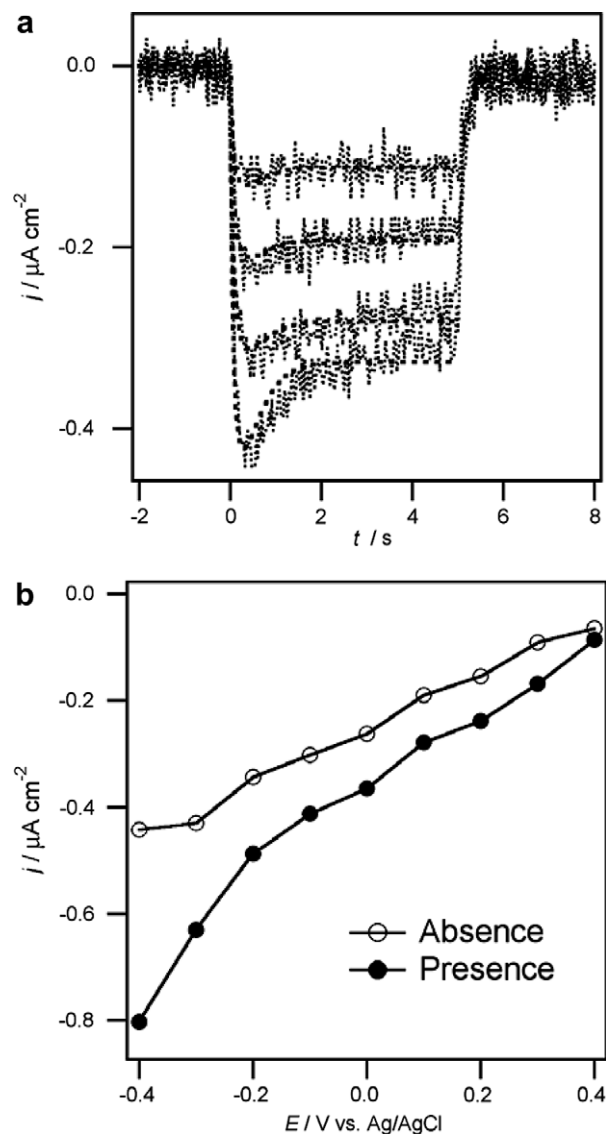 a
0.0
-0.2
-0.4
j / μA cm⁻²
-2 0 2 4 6 8
t / s
b
0.0
-0.2
-0.4
-0.6
-0.8
j / μA cm⁻²
Absence
Presence
-0.4 -0.2 0.0 0.2 0.4
E / V vs. Ag/AgCl